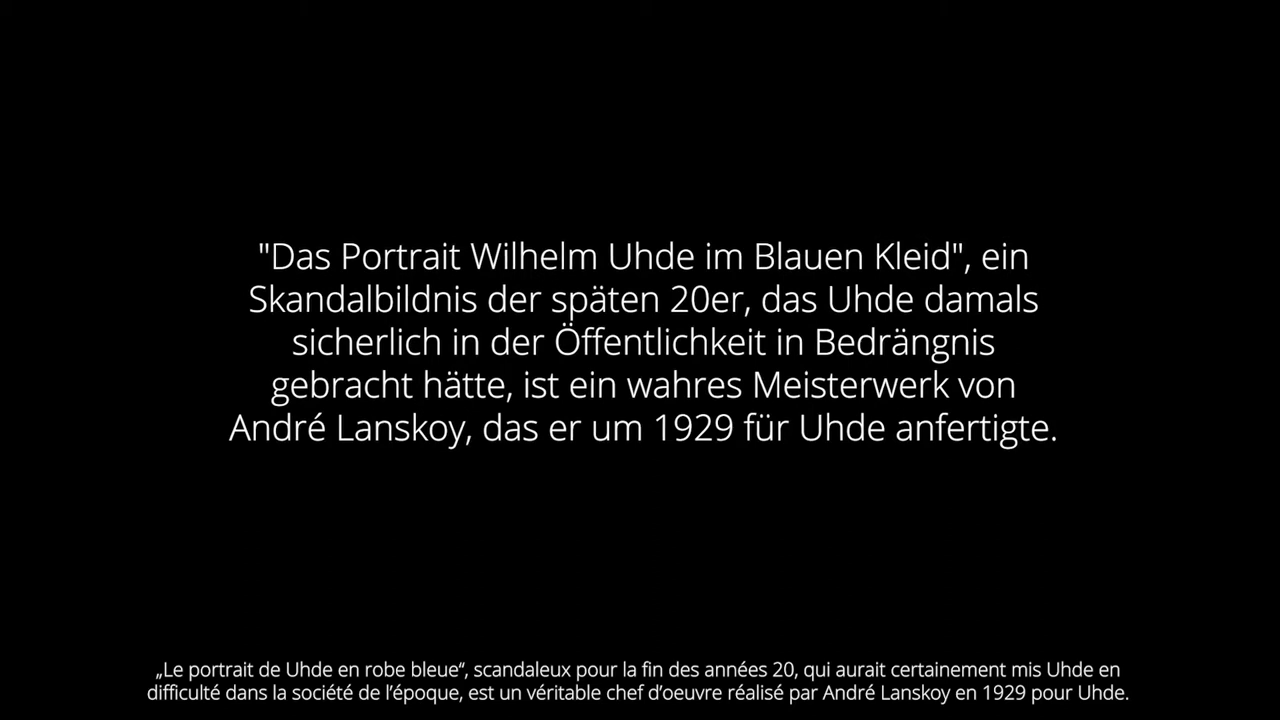 "Das Portrait Wilhelm Uhde im Blauen Kleid", ein
Skandalbildnis der späten 20er, das Uhde damals
sicherlich in der Öffentlichkeit in Bedrängnis
gebracht hätte, ist ein wahres Meisterwerk von
André Lanskoy, das er um 1929 für Uhde anfertigte.
„Le portrait de Uhde en robe bleue“, scandaleux pour la fin des années 20, qui aurait certainement mis Uhde en
difficulté dans la société de l’époque, est un véritable chef d’oeuvre réalisé par André Lanskoy en 1929 pour Uhde.